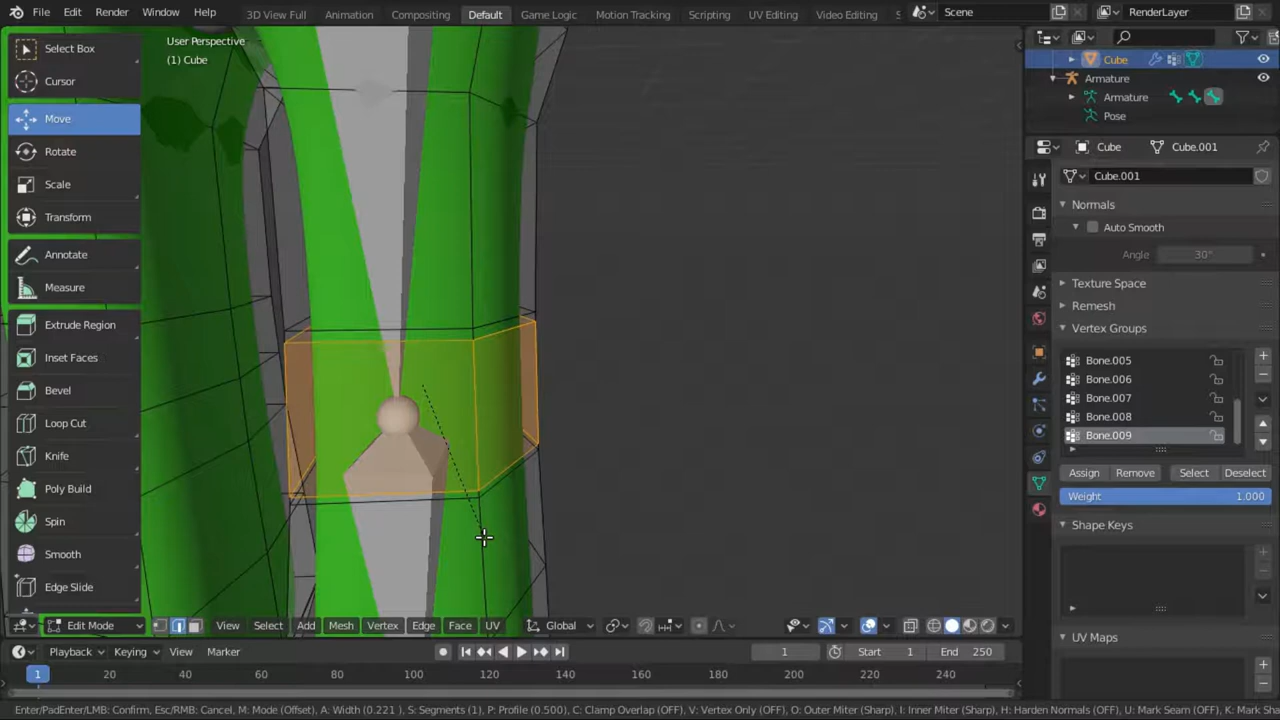 File Edit Render Window Help 3D View Full Animation Compositing Default Game Logic Motion Tracking Scripting UV Editing Video Editing S Scene RenderLayer
Select Box
Cursor
Move
Rotate
Scale
Transform
Annotate
Measure
Extrude Region
Inset Faces
Bevel
Loop Cut
Knife
Poly Build
Spin
Smooth
Edge Slide
User Perspective
(1) Cube
Cube
Armature
Armature
Pose
Cube Cube.001
Cube.001
Normals
Auto Smooth
Angle 30°
Texture Space
Remesh
Vertex Groups
Bone.005
Bone.006
Bone.007
Bone.008
Bone.009
Assign Remove Select Deselect
Weight 1.000
Shape Keys
UV Maps
Edit Mode View Select Add Mesh Vertex Edge Face UV Global
Playback Keying View Marker 1 Start 1 End 250
1 20 40 60 80 100 120 140 160 180 200 220 240
Enter/PadEnter/LMB: Confirm, Esc/RMB: Cancel, M: Mode (Offset), A: Width (0.221 ), S: Segments (1), P: Profile (0.500), C: Clamp Overlap (OFF), V: Vertex Only (OFF), O: Outer Miter (Sharp), I: Inner Miter (Sharp), H: Harden Normals (OFF), U: Mark Seam (OFF), K: Mark Sha